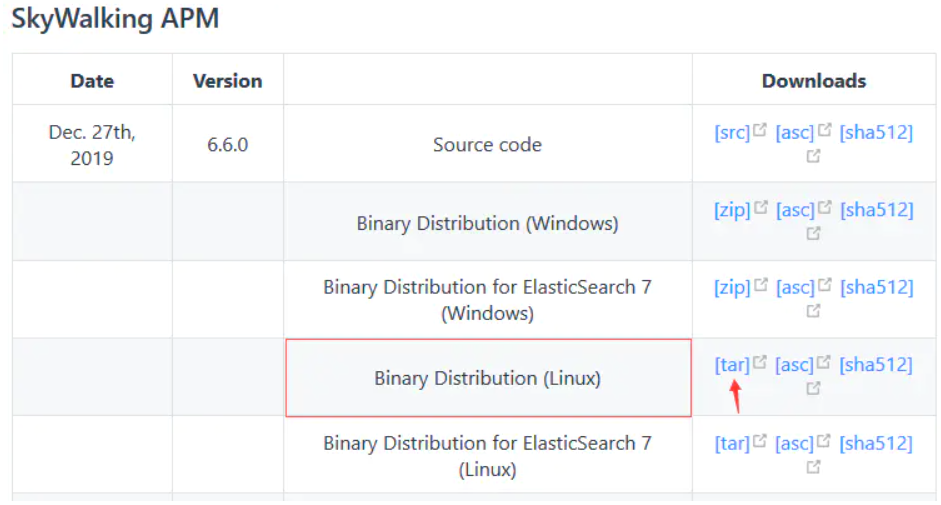 SkyWalking APM
Date Version Downloads
Dec. 27th, 2019 6.6.0 Source code [src] [asc] [sha512]
Binary Distribution (Windows) [zip] [asc] [sha512]
Binary Distribution for ElasticSearch 7 (Windows) [zip] [asc] [sha512]
Binary Distribution (Linux) [tar] [asc] [sha512]
Binary Distribution for ElasticSearch 7 (Linux) [tar] [asc] [sha512]